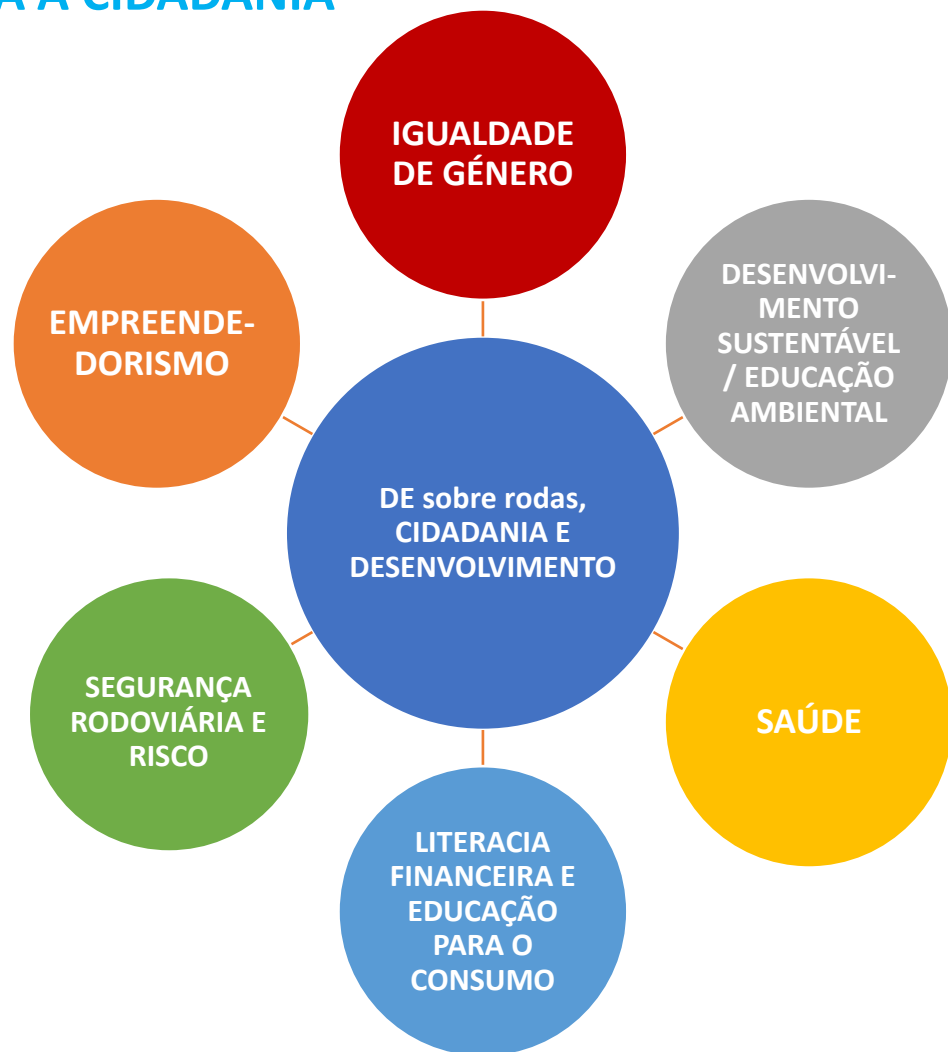 A A CIDADANIA
IGUALDADE
DE GÉNERO
DESENVOLVI-
MENTO
SUSTENTÁVEL
/ EDUCAÇÃO
AMBIENTAL
EMPREENDE-
DORISMO
DE sobre rodas,
CIDADANIA E
DESENVOLVIMENTO
SEGURANÇA
RODOVIÁRIA E
RISCO
SAÚDE
LITERACIA
FINANCEIRA E
EDUCAÇÃO
PARA O
CONSUMO